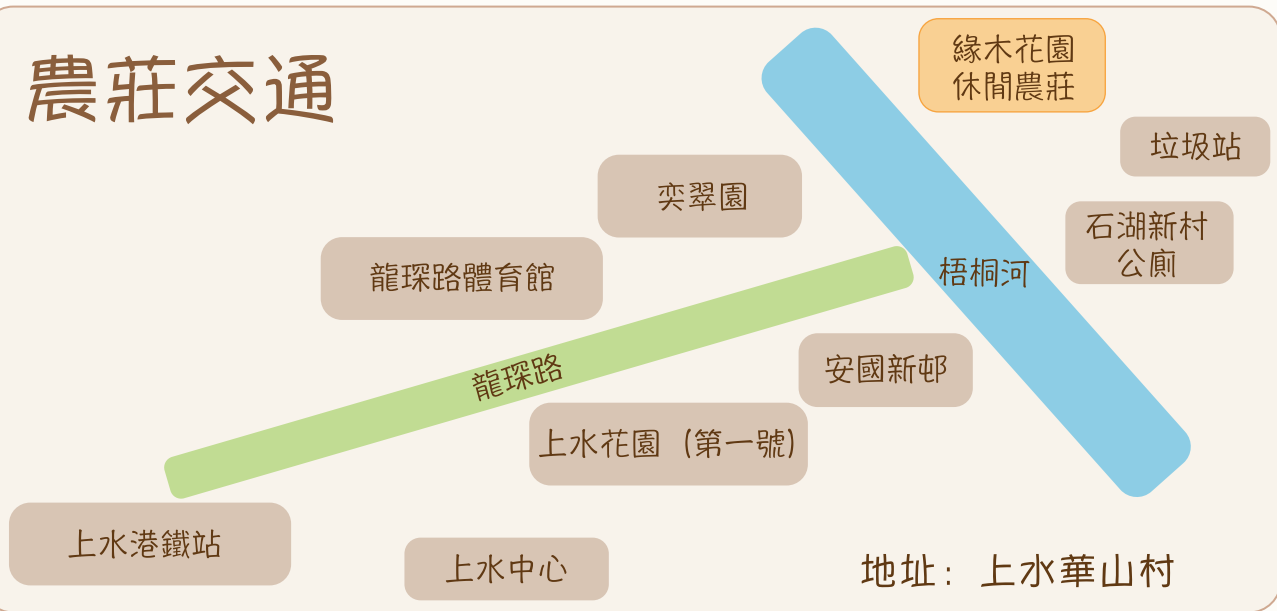 農莊交通
緣木花園
休閒農莊
垃圾站
奕翠園
石湖新村
公廁
龍琛路體育館
梧桐河
龍琛路
安國新邨
上水花園（第一號）
上水港鐵站
上水中心
地址：上水華山村